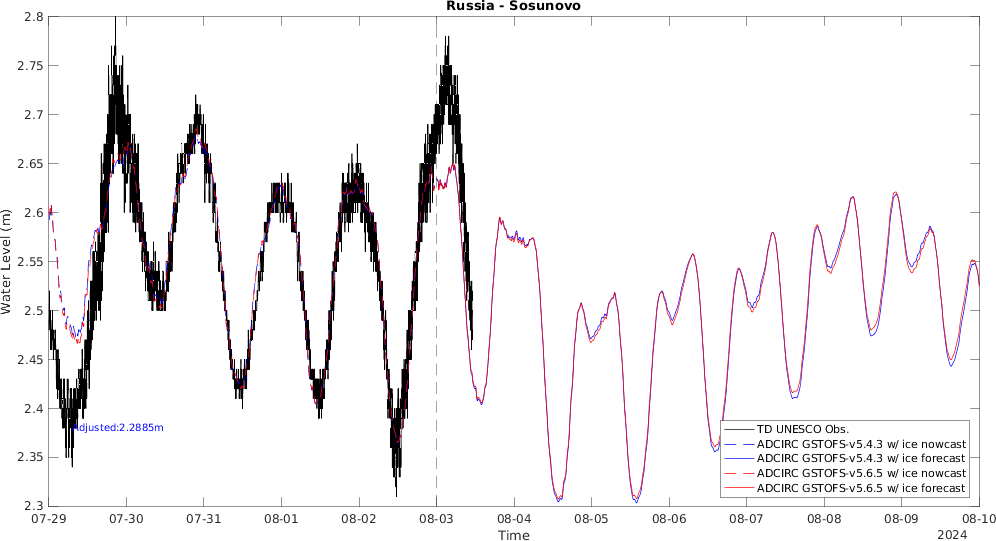 Russia - Sosunovo
2.8
2.75
2.7
2.65
2.6
2.55
2.5
2.45
2.4
2.35
2.3
Water Level (m)
Adjusted:2.2885m
TD UNESCO Obs.
ADCIRC GSTOFS-v5.4.3 w/ ice nowcast
ADCIRC GSTOFS-v5.4.3 w/ ice forecast
ADCIRC GSTOFS-v5.6.5 w/ ice nowcast
ADCIRC GSTOFS-v5.6.5 w/ ice forecast
07-29 07-30 07-31 08-01 08-02 08-03 08-04 08-05 08-06 08-07 08-08 08-09 08-10
Time
2024